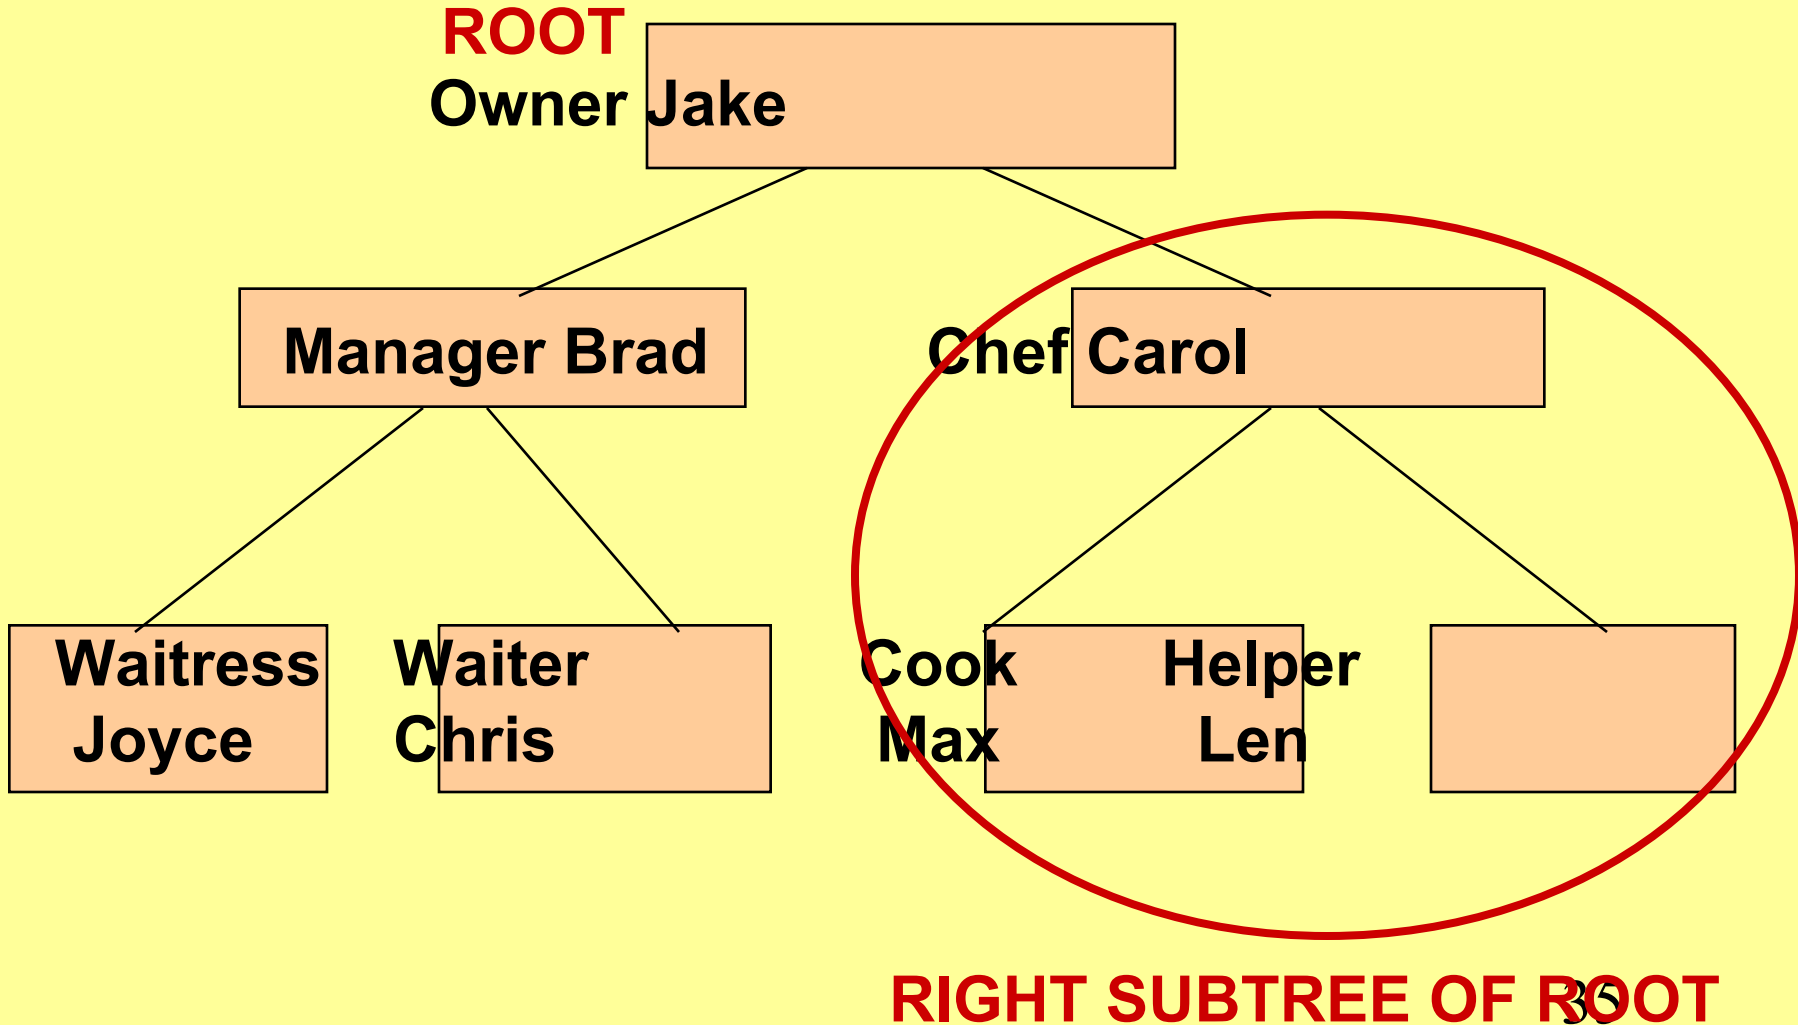 ROOT
Owner Jake
Manager Brad Chef Carol
Waitress Waiter Cook Helper
Joyce Chris Max Len
RIGHT SUBTREE OF ROOT
35